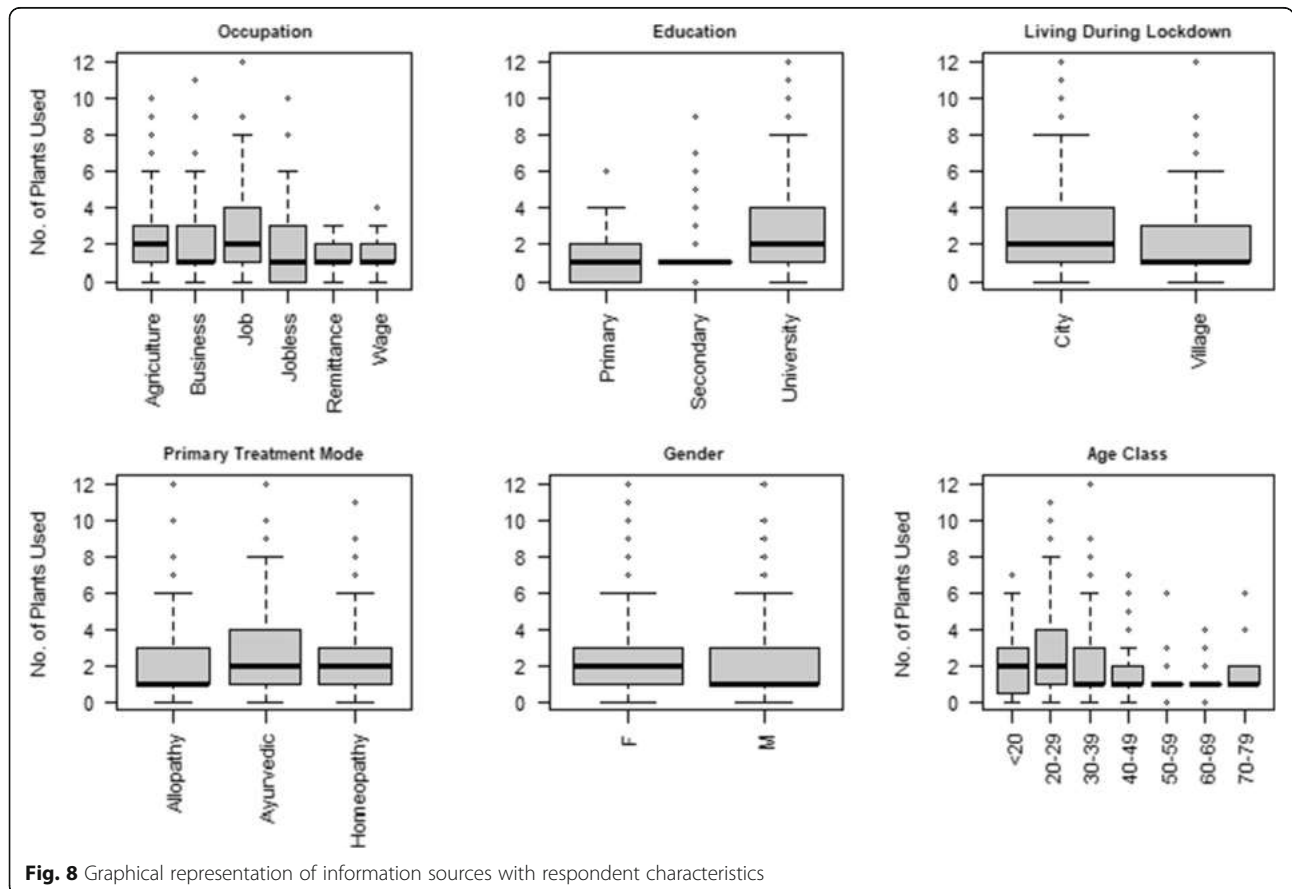 Occupation
Education
Living During Lockdown
No. of Plants Used
12
10
8
6
4
2
0
12
10
8
6
4
2
0
12
10
8
6
4
2
0
Agriculture
Business
Job
Jobless
Remittance
Wage
Primary
Secondary
University
City
Village
Primary Treatment Mode
Gender
Age Class
No. of Plants Used
12
10
8
6
4
2
0
12
10
8
6
4
2
0
No. of Plants Used
12
10
8
6
4
2
0
Allopathy
Ayurvedic
Homeopathy
F
M
<20
20-29
30-39
40-49
50-59
60-69
70-79
Fig. 8 Graphical representation of information sources with respondent characteristics